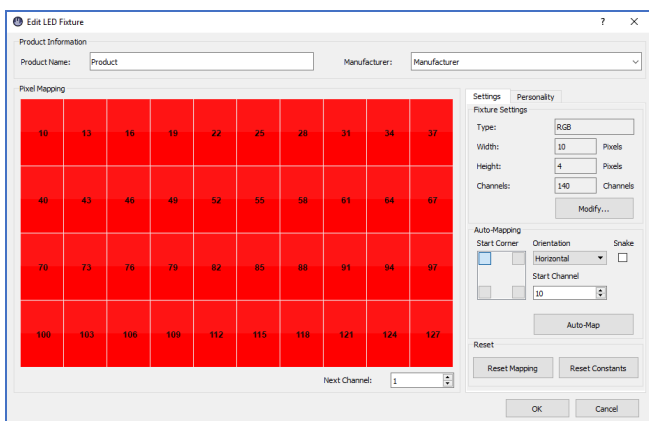 Edit LED Fixture
Product Information
Product Name: Product Manufacturer: Manufacturer
Pixel Mapping
10 13 16 19 22 25 28 31 34 37
40 43 46 49 52 55 58 61 64 67
70 73 76 79 82 85 88 91 94 97
100 103 106 109 112 115 118 121 124 127
Next Channel: 1
Settings Personality
Fixture Settings
Type: RGB
Width: 10 Pixels
Height: 4 Pixels
Channels: 140 Channels
Modify...
Auto-Mapping
Start Corner Orientation Snake
Horizontal
Start Channel
10
Auto-Map
Reset
Reset Mapping Reset Constants
OK Cancel